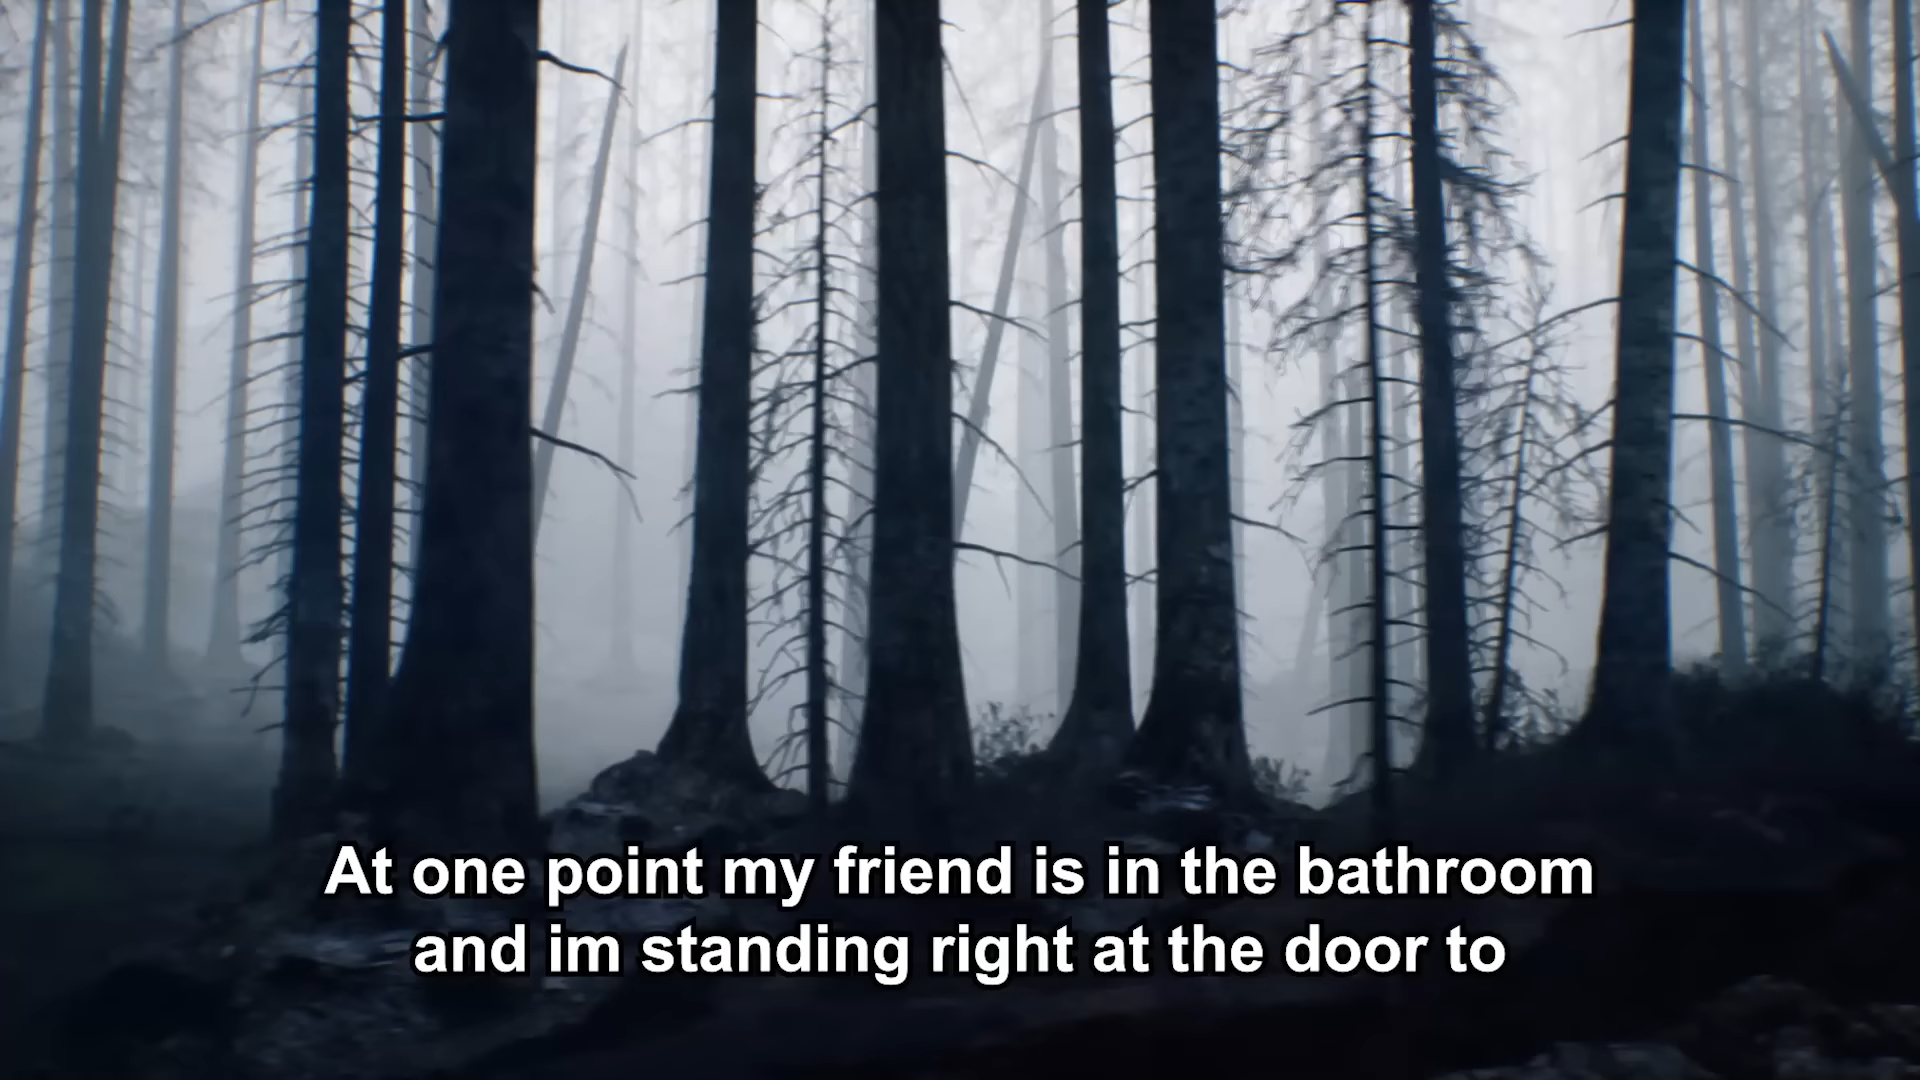 At one point my friend is in the bathroom
and im standing right at the door to